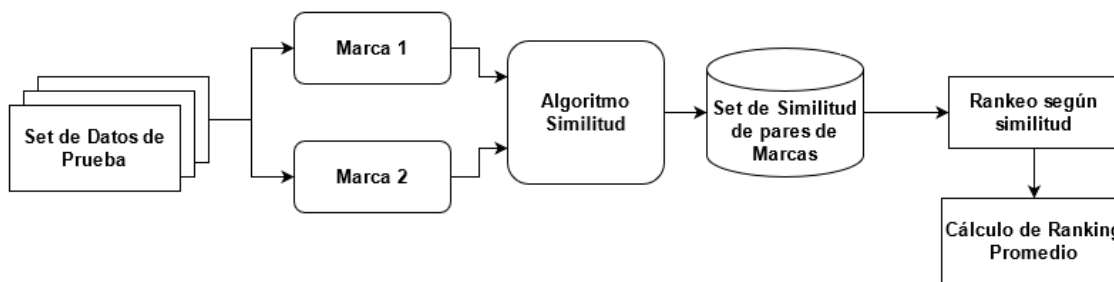 Set de Datos de
Prueba
Marca 1
Marca 2
Algoritmo
Similitud
Set de Similitud
de pares de
Marcas
Rankeo según
similitud
Cálculo de Ranking
Promedio